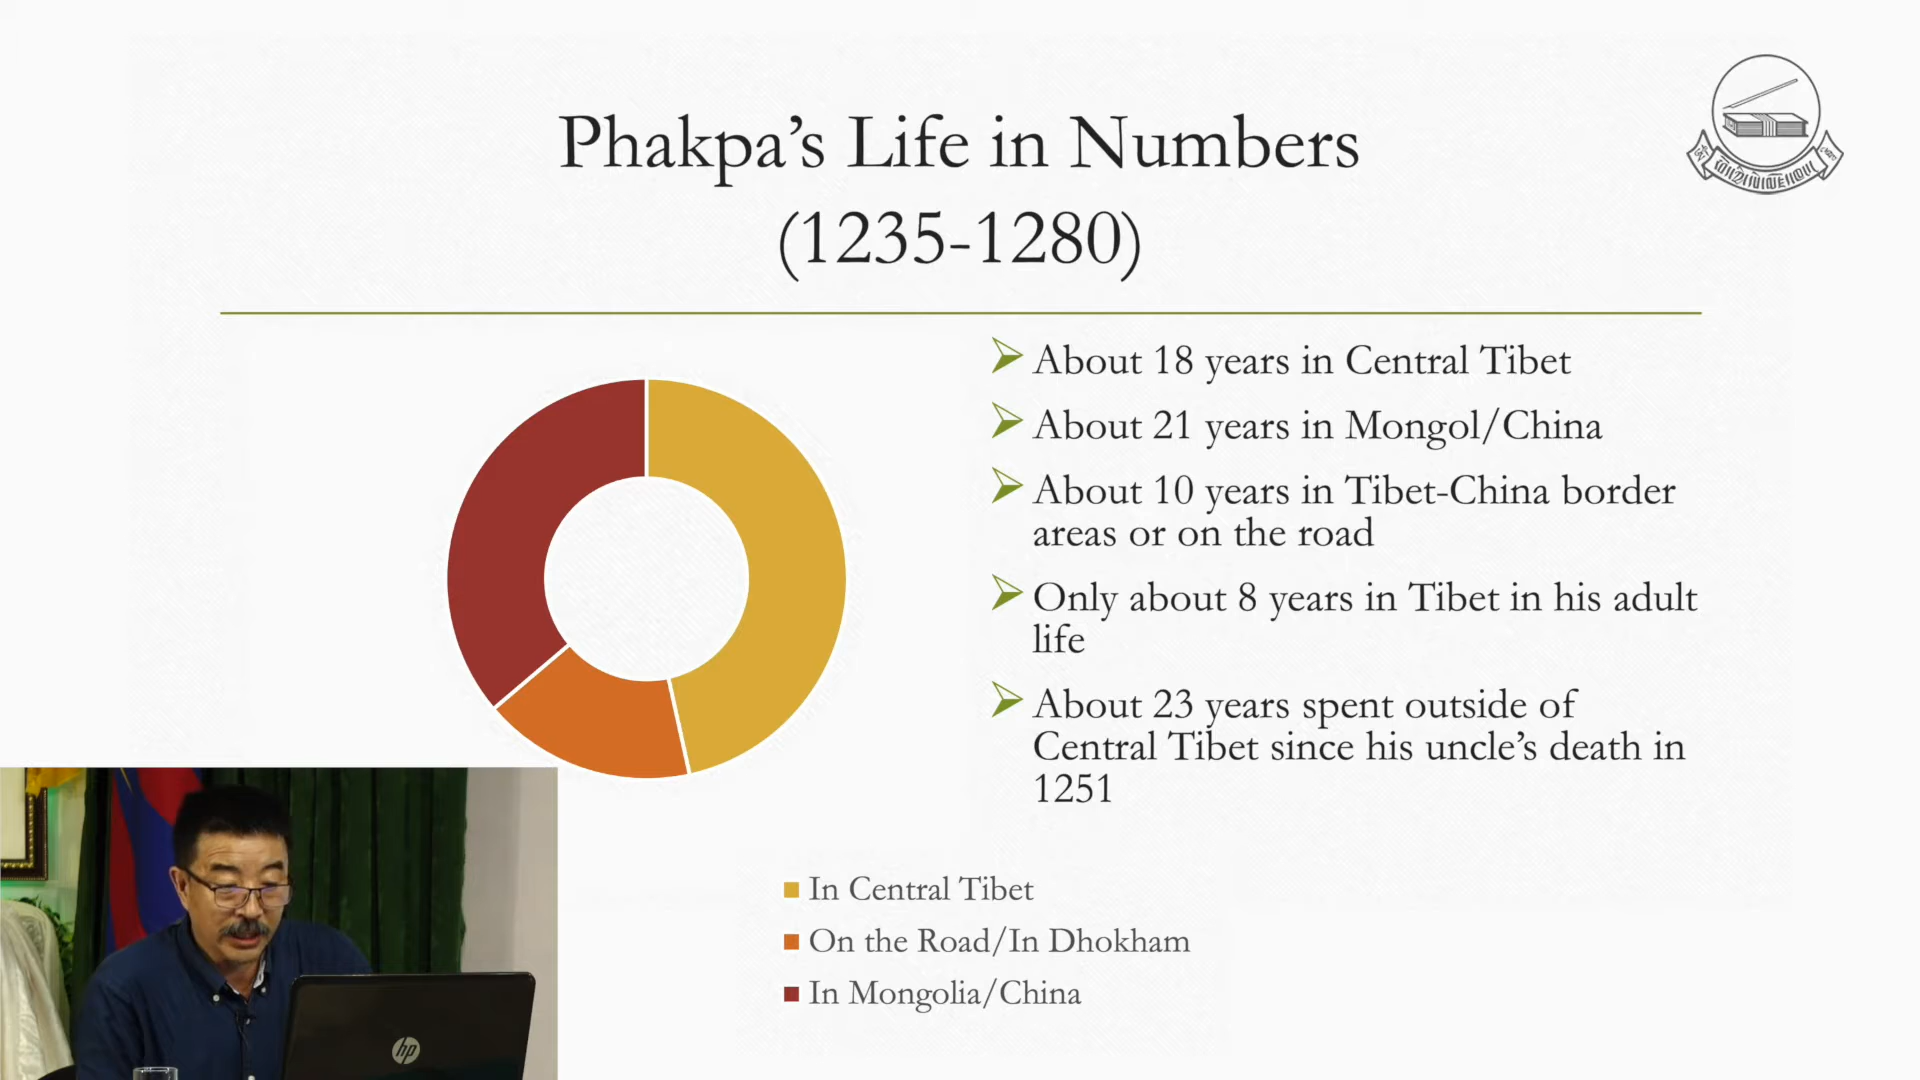 Phakpa’s Life in Numbers
(1235-1280)
About 18 years in Central Tibet
About 21 years in Mongol/China
About 10 years in Tibet-China border
areas or on the road
Only about 8 years in Tibet in his adult
life
About 23 years spent outside of
Central Tibet since his uncle’s death in
1251
In Central Tibet
On the Road/In Dhokham
In Mongolia/China
hp